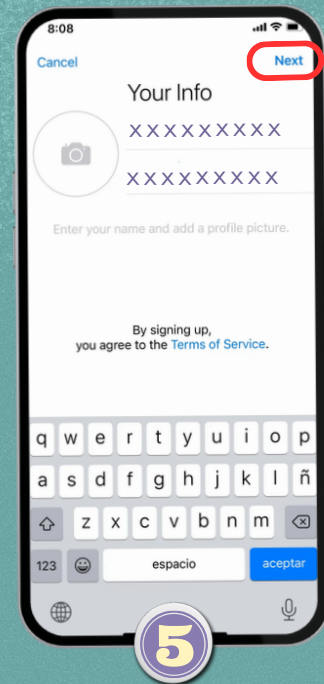 8:08
Cancel
Next
Your Info
XXXXXXXXX
XXXXXXXXX
Enter your name and add a profile picture.
By signing up,
you agree to the Terms of Service.
q w e r t y u i o p
a s d f g h j k l ñ
z x c v b n m
123 espacio aceptar
5